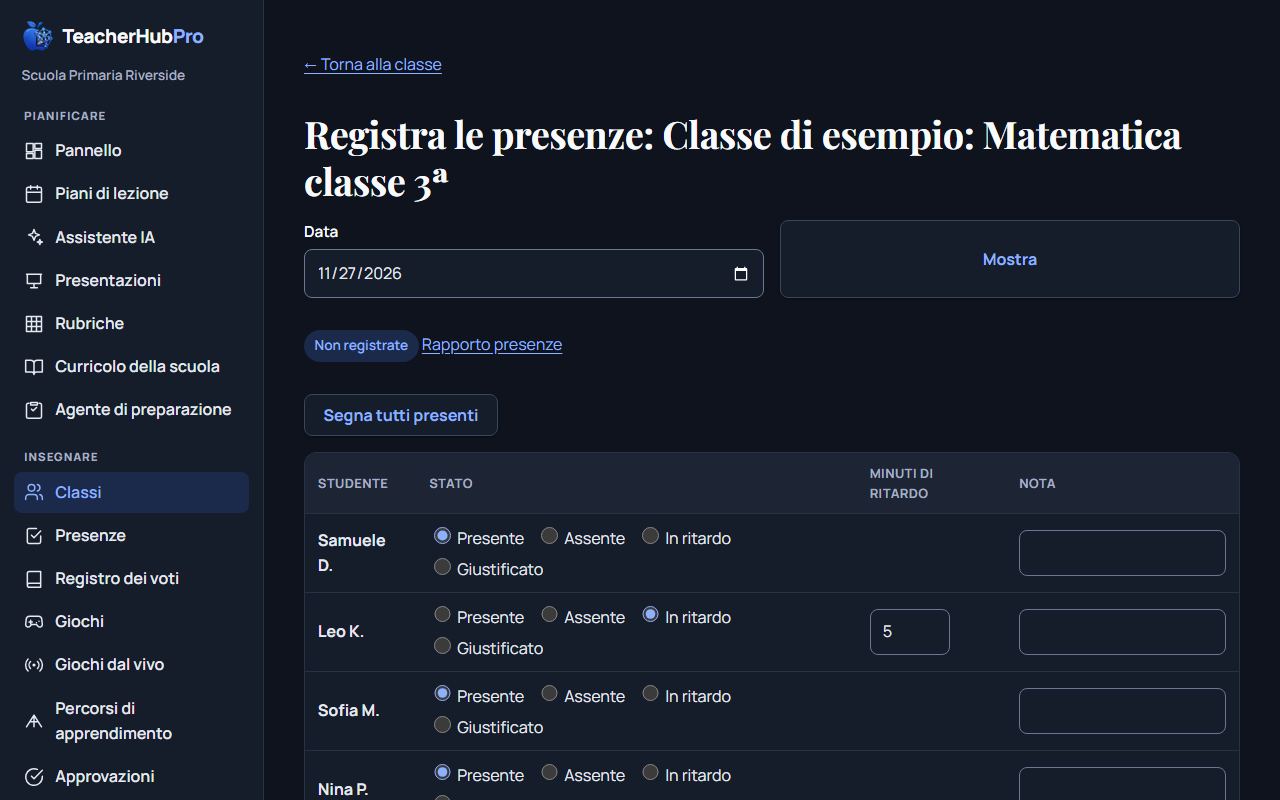 TeacherHubPro
Scuola Primaria Riverside
PIANIFICARE
Pannello
Piani di lezione
Assistente IA
Presentazioni
Rubriche
Curricolo della scuola
Agente di preparazione
INSEGNARE
Classi
Presenze
Registro dei voti
Giochi
Giochi dal vivo
Percorsi di
apprendimento
Approvazioni
← Torna alla classe
Registra le presenze: Classe di esempio: Matematica
classe 3ª
Data
11/27/2026
Mostra
Non registrate Rapporto presenze
Segna tutti presenti
STUDENTE STATO MINUTI DI RITARDO NOTA
Samuele D. Presente Assente In ritardo
Giustificato
Leo K. Presente Assente In ritardo 5
Giustificato
Sofia M. Presente Assente In ritardo
Giustificato
Nina P. Presente Assente In ritardo